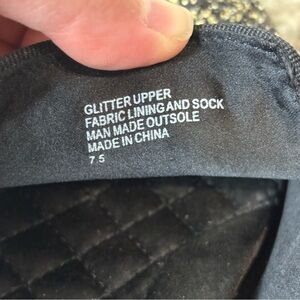 GLITTER UPPER
FABRIC LINING AND SOCK
MAN MADE OUTSOLE
MADE IN CHINA
7.5